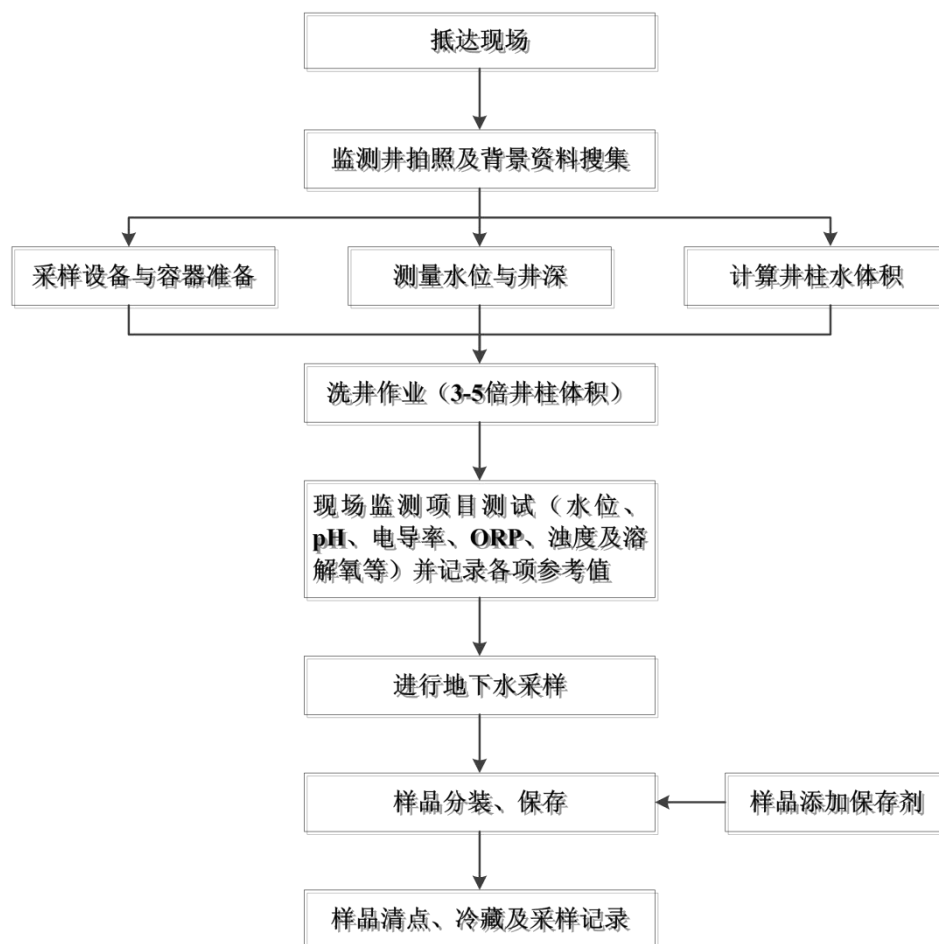 抵达现场
监测井拍照及背景资料搜集
采样设备与容器准备
测量水位与井深
计算井柱水体积
洗井作业（3-5倍井柱体积）
现场监测项目测试（水位、
pH、电导率、ORP、浊度及溶
解氧等）并记录各项参考值
进行地下水采样
样品分装、保存
样品添加保存剂
样品清点、冷藏及采样记录